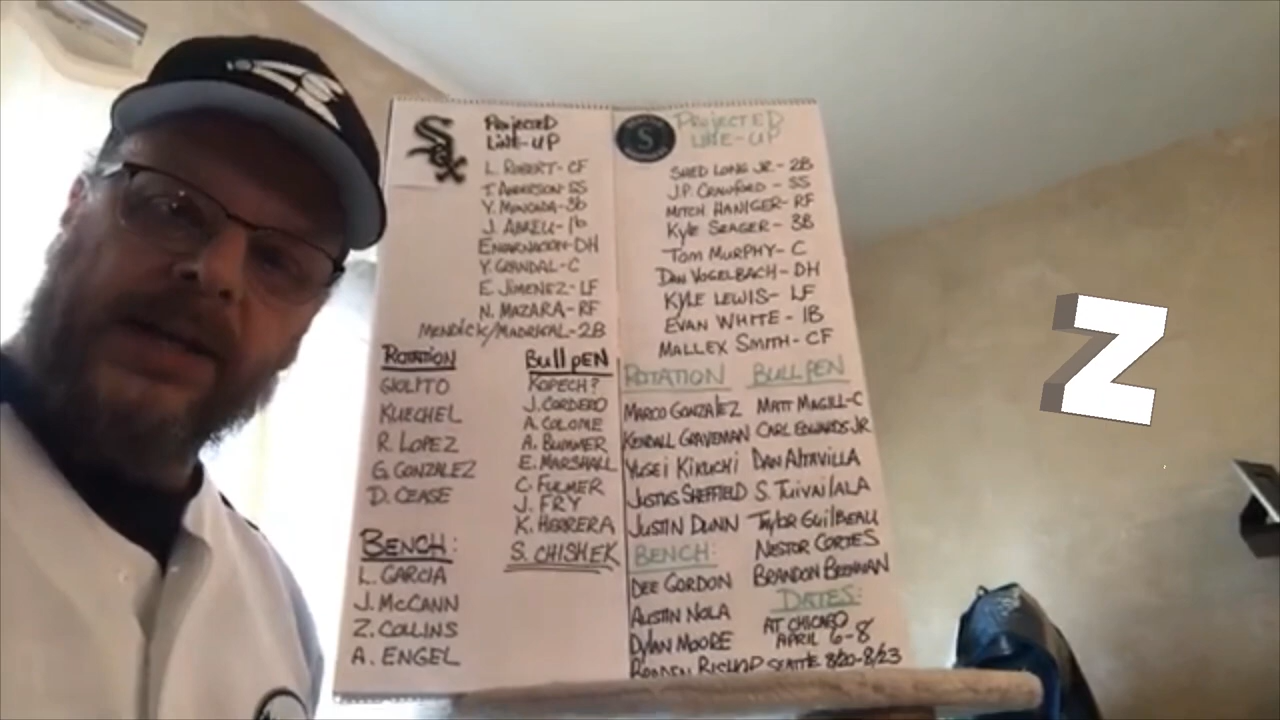 Sox
PROJECTED
LINE-UP
L. ROBERT - CF
T. ANDERSON - SS
Y. MONCADA - 3b
J. ABREU - 1b
ENCARNACION - DH
Y. GRANDAL - C
E. JIMENEZ - LF
N. MAZARA - RF
MENDICK/MADRIGAL - 2B
ROTATION
GIOLITO
KUECHEL
R. LOPEZ
G. GONZALEZ
D. CEASE
BENCH:
L. GARCIA
J. McCANN
Z. COLLINS
A. ENGEL
BullPEN
KOPECH?
J. CORDERO
A. COLOME
A. BUMMER
E. MARSHALL
C. FULMER
J. FRY
K. HERRERA
S. CHISHEK
S
PROJECTED
LINE-UP
SHED LONG JR. - 2B
J.P. CRAWFORD - SS
MITCH HANIGER - RF
Kyle SEAGER - 3B
TOM MURPHY - C
DAN VOGELBACH - DH
KYLE LEWIS - LF
EVAN WHITE - 1B
MALLEX SMITH - CF
ROTATION
MARCO GONZALEZ
KENDALL GRAVEMAN
YUSEI KIKUCHI
JUSTUS SHEFFIELD
JUSTIN DUNN
BENCH:
DEE GORDON
AUSTIN NOLA
DYLAN MOORE
BRADEN BISHOP
BULLPEN
MATT MAGILL-C
CARL EDWARDS JR
DAN ALTAVILLA
S. TUIVAILALA
TAYLOR GUILBEAU
NESTOR CORTES
BRANDON BRENNAN
DATES:
AT CHICAGO
APRIL 6-8
SEATTLE 8/20-8/23
Z